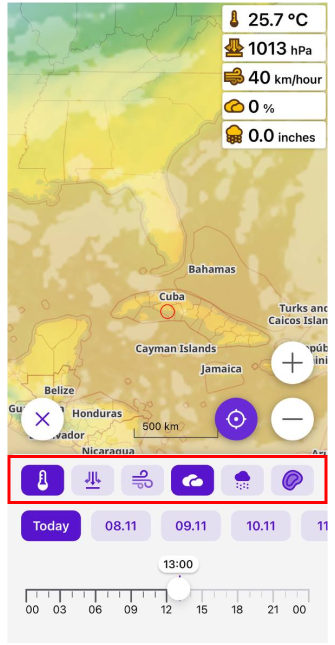 25.7 °C
1013 hPa
40 km/hour
0 %
0.0 inches
Bahamas
Cuba
Turks and
Caicos Islan
Cayman Islands
Jamaica
Belize
Honduras
500 km
Nicaragua
Today 08.11 09.11 10.11 11
13:00
00 03 06 09 12 15 18 21 00